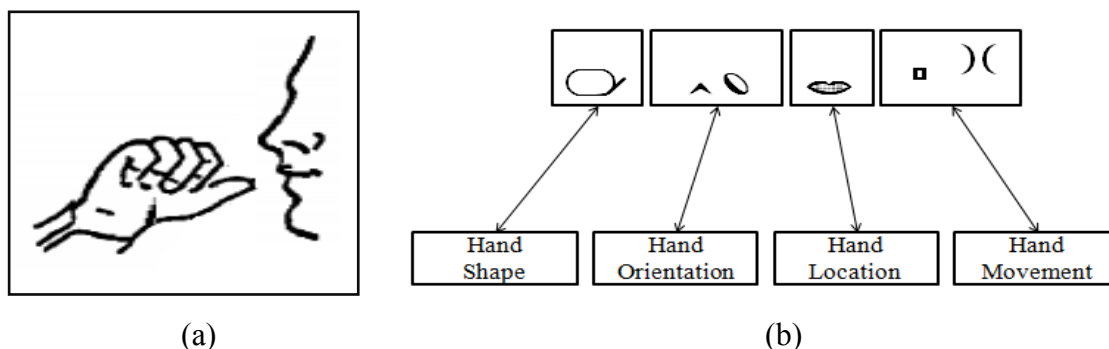 Hand
Shape
Hand
Orientation
Hand
Location
Hand
Movement
(a)
(b)